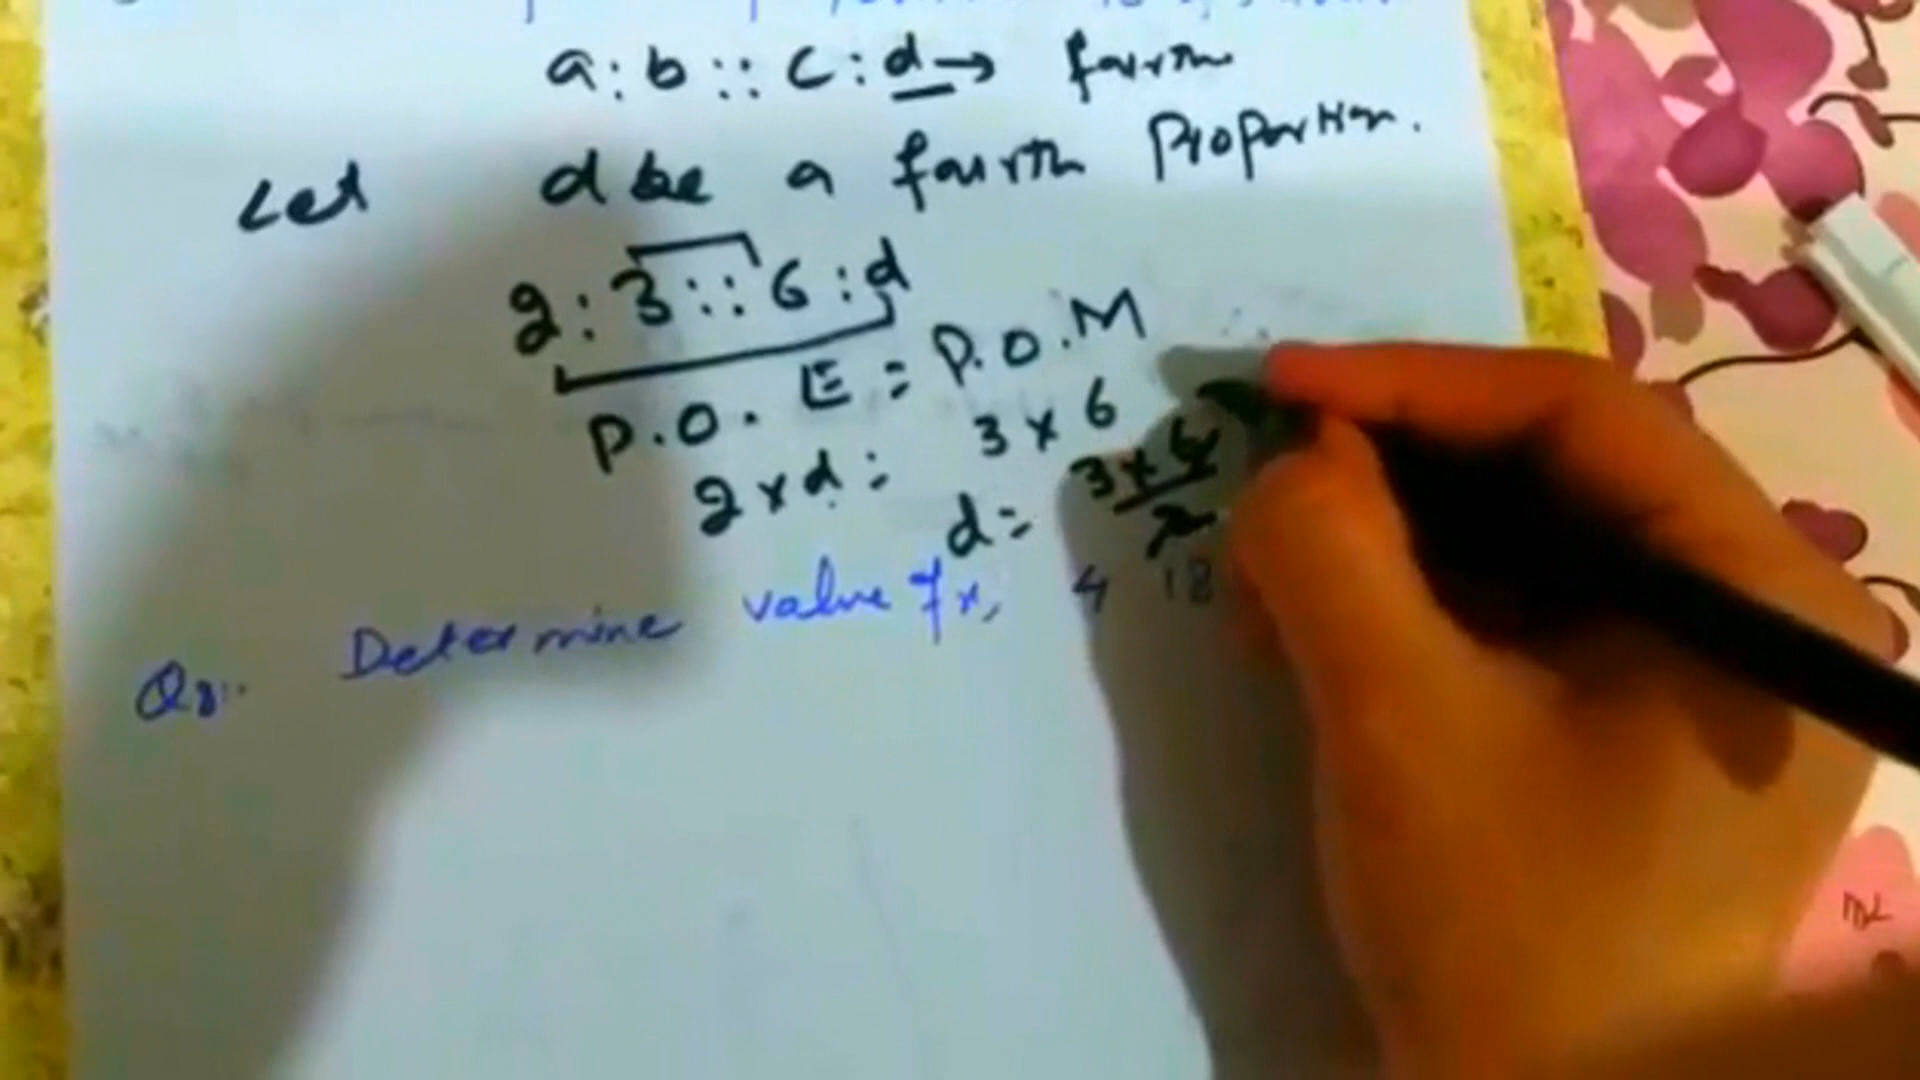 a : b :: c : d → fourth
Let d be a fourth Proportion.
2 : 3 :: 6 : d
P.O.E = P.O.M
2 x d = 3 x 6
d = 3 x 6 / 2
Determine value of x, 4 18